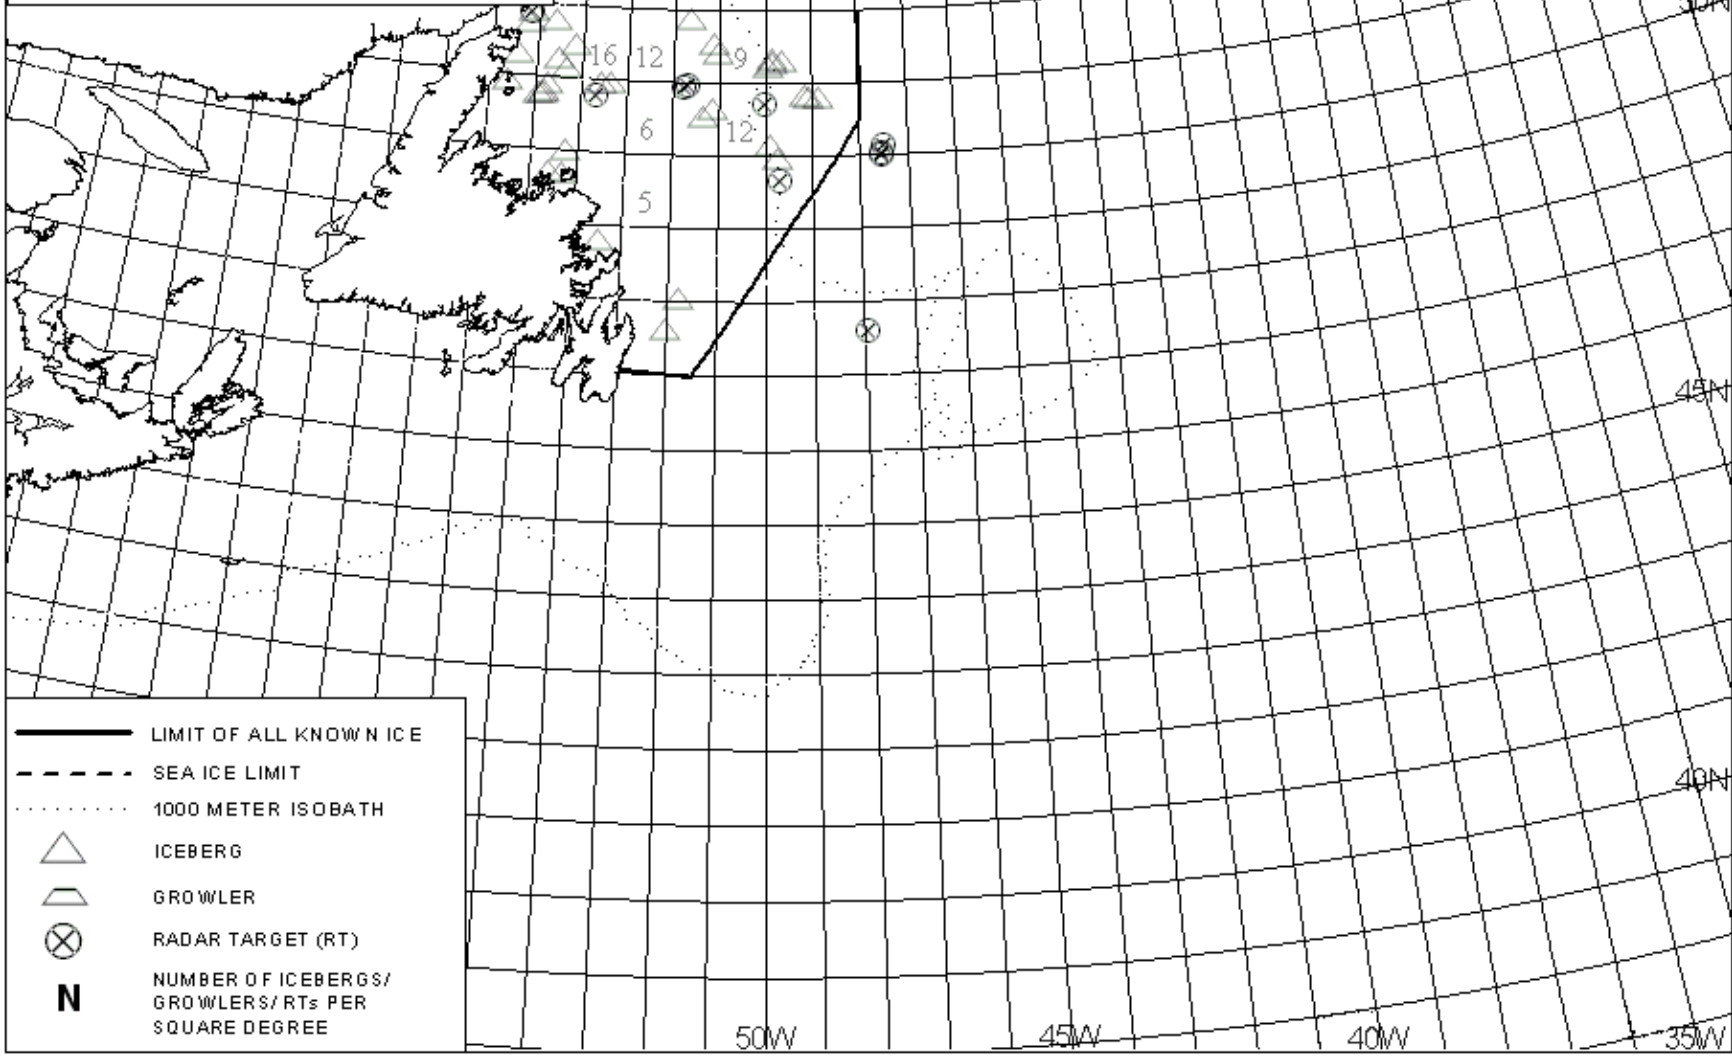 50N
16 12 9
6 12
5
45N
LIMIT OF ALL KNOWN ICE
SEA ICE LIMIT
1000 METER ISOBATH
40N
ICEBERG
GROWLER
RADAR TARGET (RT)
N
NUMBER OF ICEBERGS/
GROWLERS/RTs PER
SQUARE DEGREE
50W 45W 40W 35W